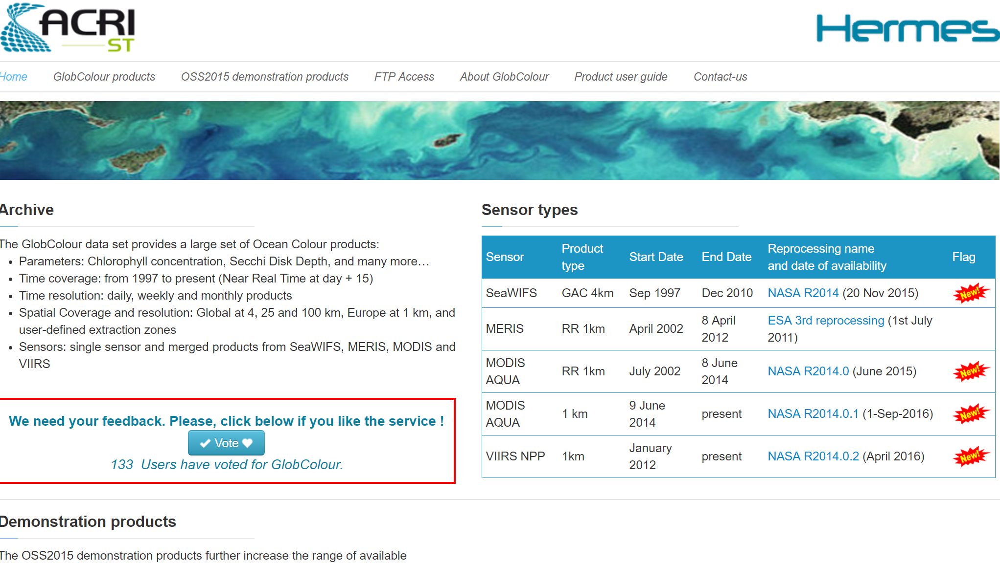 ACRI
ST
Hermes
Home GlobColour products OSS2015 demonstration products FTP Access About GlobColour Product user guide Contact-us
Archive
The GlobColour data set provides a large set of Ocean Colour products:
• Parameters: Chlorophyll concentration, Secchi Disk Depth, and many more…
• Time coverage: from 1997 to present (Near Real Time at day + 15)
• Time resolution: daily, weekly and monthly products
• Spatial Coverage and resolution: Global at 4, 25 and 100 km, Europe at 1 km, and
user-defined extraction zones
• Sensors: single sensor and merged products from SeaWIFS, MERIS, MODIS and
VIIRS
We need your feedback. Please, click below if you like the service !
Vote
133 Users have voted for GlobColour.
Sensor types
Sensor Product type Start Date End Date Reprocessing name and date of availability Flag
SeaWIFS GAC 4km Sep 1997 Dec 2010 NASA R2014 (20 Nov 2015) New!
MERIS RR 1km April 2002 8 April 2012 ESA 3rd reprocessing (1st July 2011)
MODIS AQUA RR 1km July 2002 8 June 2014 NASA R2014.0 (June 2015) New!
MODIS AQUA 1 km 9 June 2014 present NASA R2014.0.1 (1-Sep-2016) New!
VIIRS NPP 1km January 2012 present NASA R2014.0.2 (April 2016) New!
Demonstration products
The OSS2015 demonstration products further increase the range of available